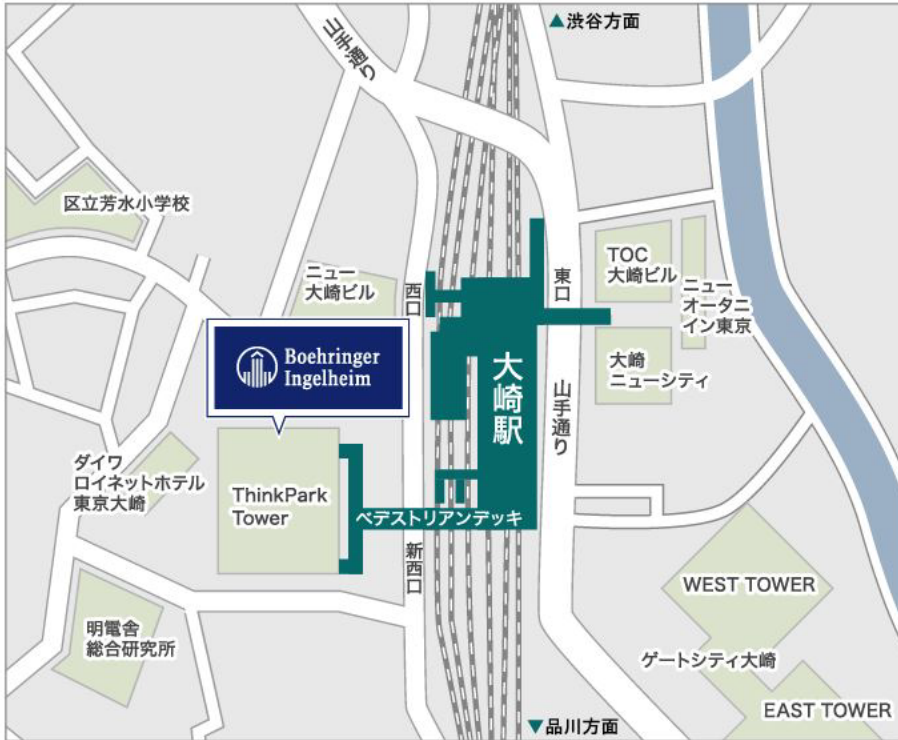 ▲渋谷方面
山手通り
区立芳水小学校
ニュー
大崎ビル
西口
東口
TOC
大崎ビル
ニュー
オータニ
イン東京
Boehringer
Ingelheim
大崎駅
大崎
ニューシティ
山手通り
ダイワ
ロイネットホテル
東京大崎
ThinkPark
Tower
ペデストリアンデッキ
新西口
WEST TOWER
明電舎
総合研究所
ゲートシティ大崎
EAST TOWER
▼品川方面